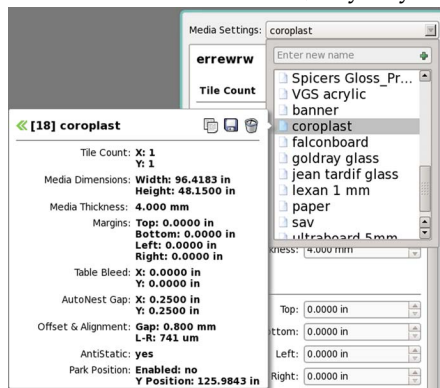 Media Settings: coroplast
errewrw
Enter new name
Tile Count
Spicers Gloss_Pr...
VGS acrylic
banner
coroplast
falconboard
goldray glass
jean tardif glass
lexan 1 mm
paper
sav
ultraboard 5mm
[18] coroplast
Tile Count: X: 1
Y: 1
Media Dimensions: Width: 96.4183 in
Height: 48.1500 in
Media Thickness: 4.000 mm
Margins: Top: 0.0000 in
Bottom: 0.0000 in
Left: 0.0000 in
Right: 0.0000 in
Table Bleed: X: 0.0000 in
Y: 0.0000 in
AutoNest Gap: X: 0.2500 in
Y: 0.2500 in
Offset & Alignment: Gap: 0.800 mm
L-R: 741 um
AntiStatic: yes
Park Position: Enabled: no
Y Position: 125.9843 in
kness: 4.000 mm
Top: 0.0000 in
ttom: 0.0000 in
Left: 0.0000 in
Right: 0.0000 in